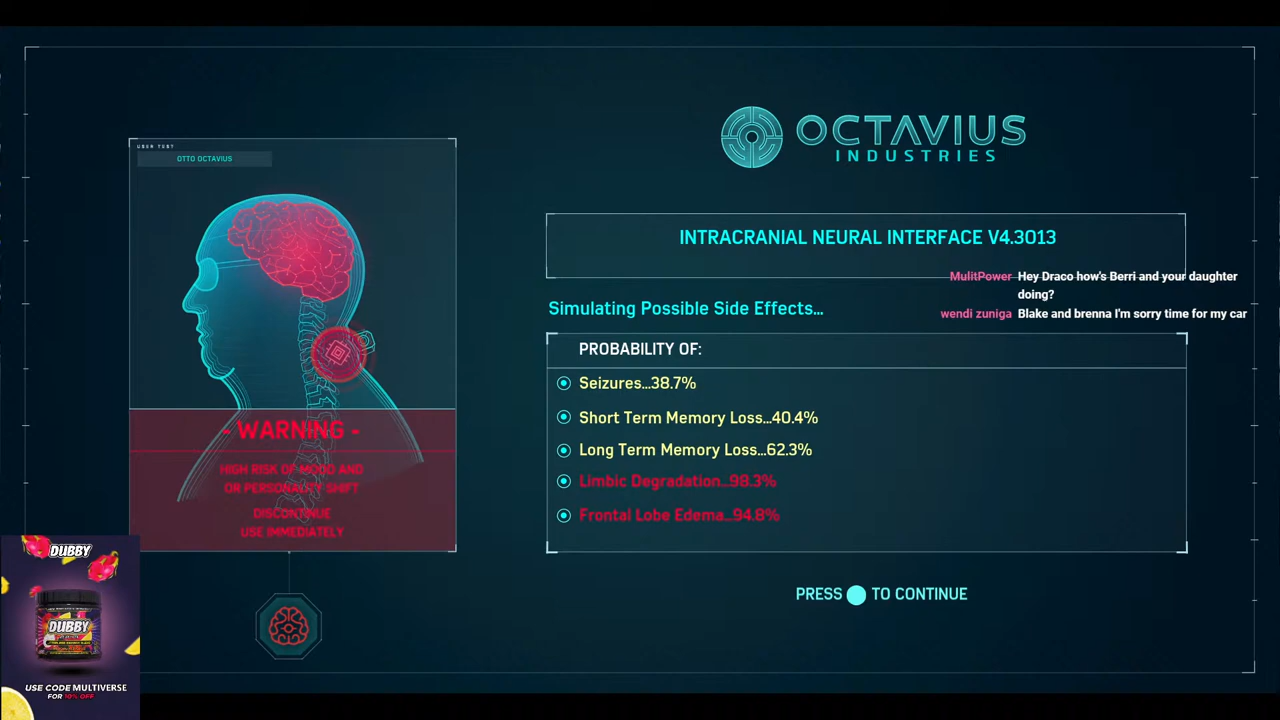 USER TEST
OTTO OCTAVIUS
- WARNING -
HIGH RISK OF MOOD AND
OR PERSONALITY SHIFT
DISCONTINUE
USE IMMEDIATELY
OCTAVIUS
INDUSTRIES
INTRACRANIAL NEURAL INTERFACE V4.3013
MulitPower Hey Draco how's Berri and your daughter
doing?
wendi zuniga Blake and brenna I'm sorry time for my car
Simulating Possible Side Effects...
PROBABILITY OF:
Seizures...38.7%
Short Term Memory Loss...40.4%
Long Term Memory Loss...62.3%
Limbic Degradation...98.3%
Frontal Lobe Edema...94.8%
PRESS TO CONTINUE
DUBBY
DUBBY
USE CODE MULTIVERSE
FOR 10% OFF